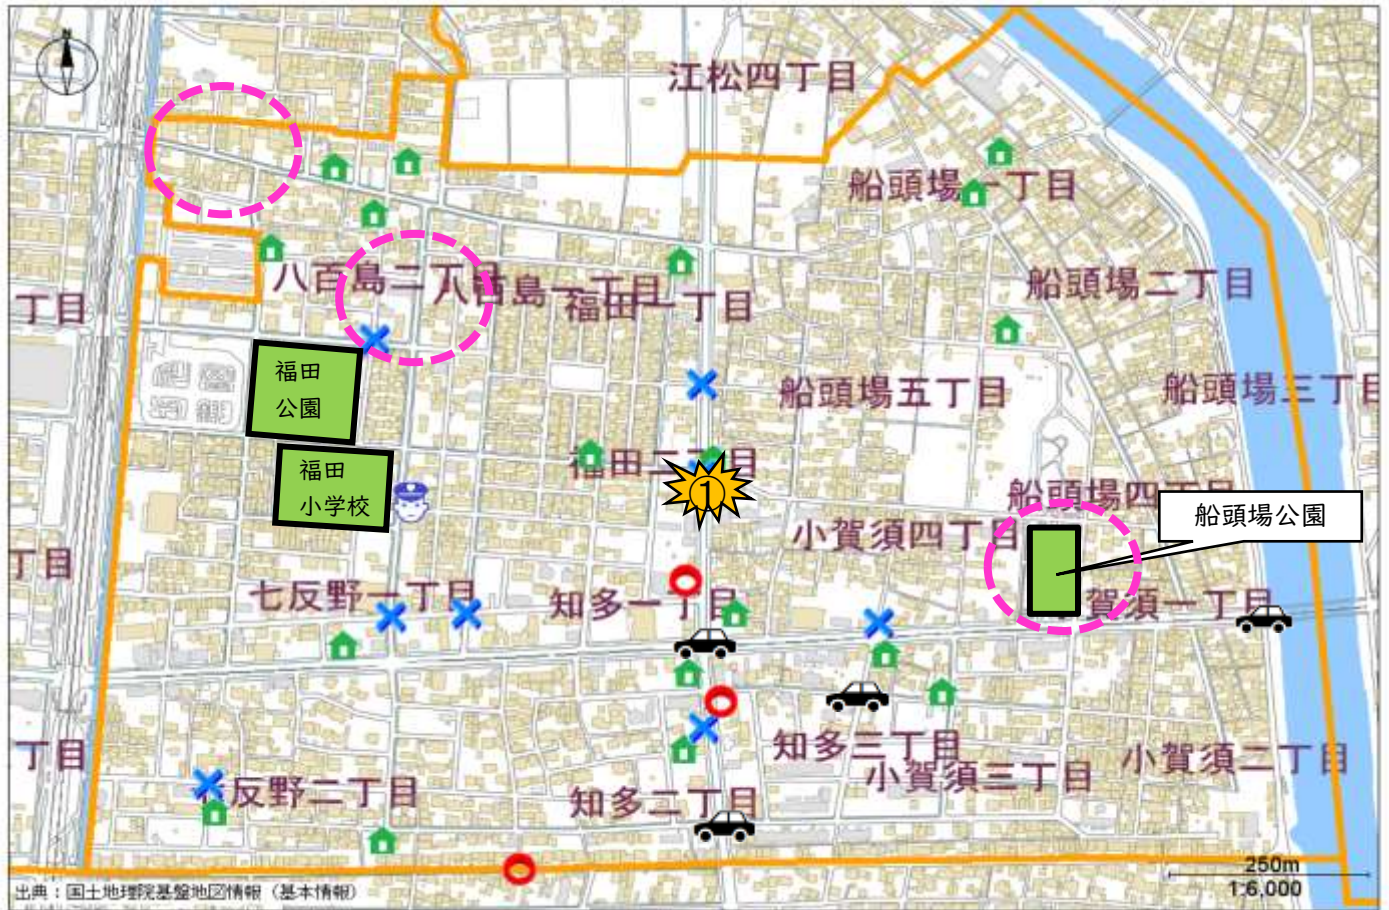 N
江松四丁目
船頭場一丁目
八百島二丁目
八百島一丁目
福田一丁目
船頭場二丁目
丁目
福田
公園
船頭場五丁目
船頭場三丁目
福田二丁目
福田
小学校
①
船頭場四丁目
船頭場公園
小賀須四丁目
丁目
七反野一丁目
知多一丁目
賀須一丁目
丁目
知多三丁目
小賀須三丁目
小賀須二丁目
反野二丁目
知多二丁目
250m
1:6,000
出典：国土地理院基盤地図情報（基本情報）